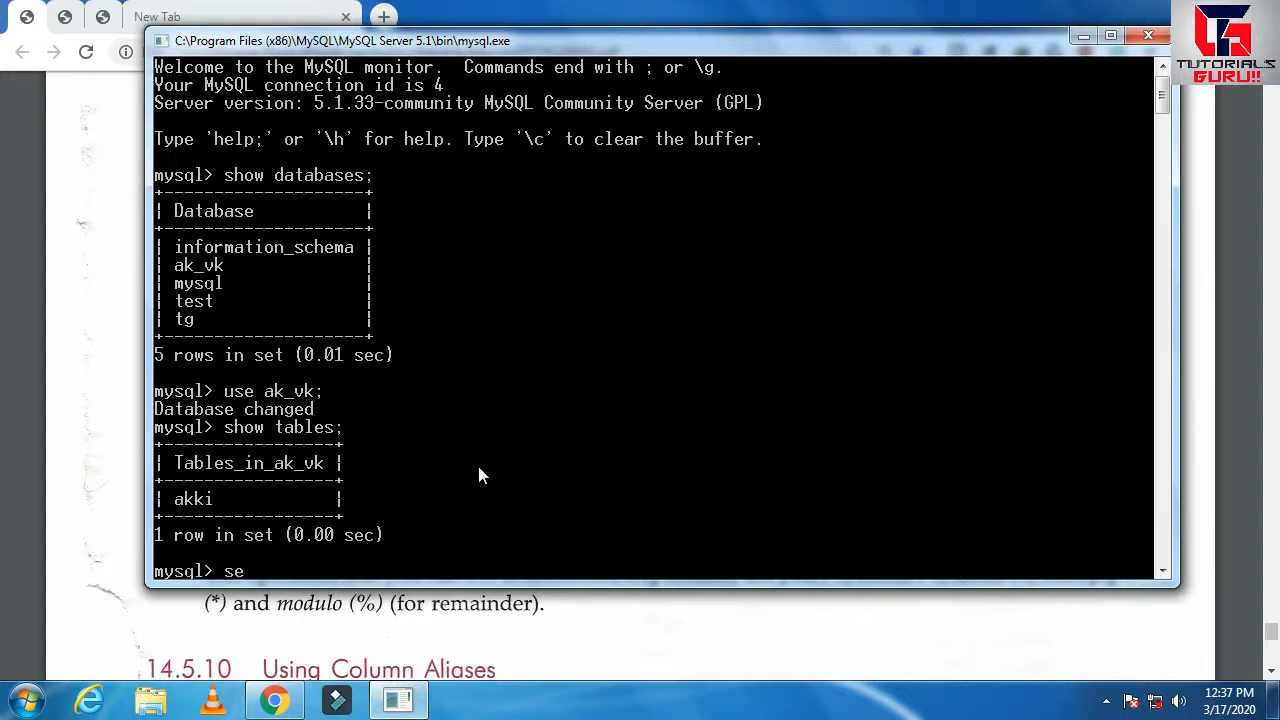 New Tab
C:\Program Files (x86)\MySQL\MySQL Server 5.1\bin\mysql.exe
TUTORIALS
GURU!!
Welcome to the MySQL monitor.  Commands end with ; or \g.
Your MySQL connection id is 4
Server version: MySQL Community Server (GPL)
Type 'help;' or '\h' for help. Type '\c' to clear the buffer.
mysql> show databases;
Database
information_schema
ak_vk
mysql
test
tg
5 rows in set (0.01 sec)
mysql> use ak_vk;
Database changed
mysql> show tables;
Tables_in_ak_vk
akki
1 row in set (0.00 sec)
mysql> se
(*) and modulo (%) (for remainder).
14.5.10 Using Column Aliases
12:37 PM
3/17/2020